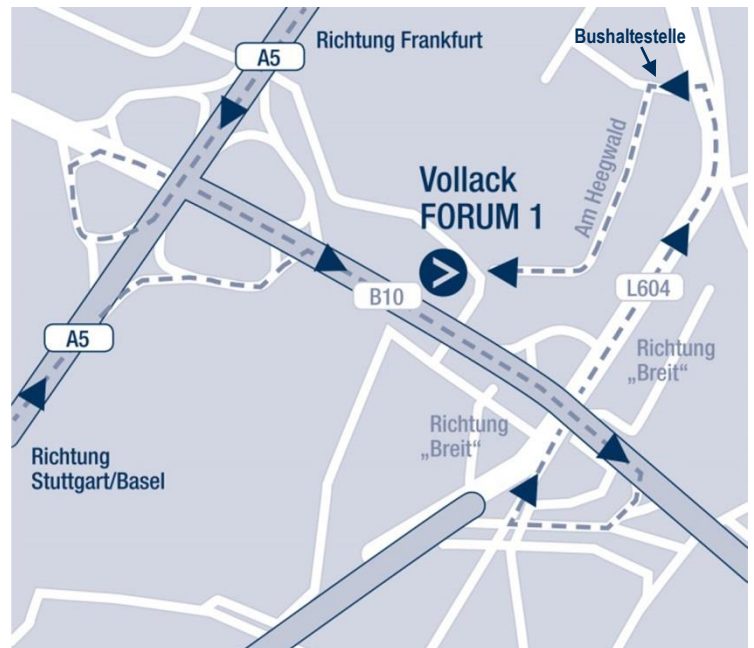 Richtung Frankfurt
Bushaltestelle
A5
Am Heegwald
Vollack
FORUM 1
B10
L604
A5
Richtung
„Breit“
Richtung
„Breit“
Richtung
Stuttgart/Basel